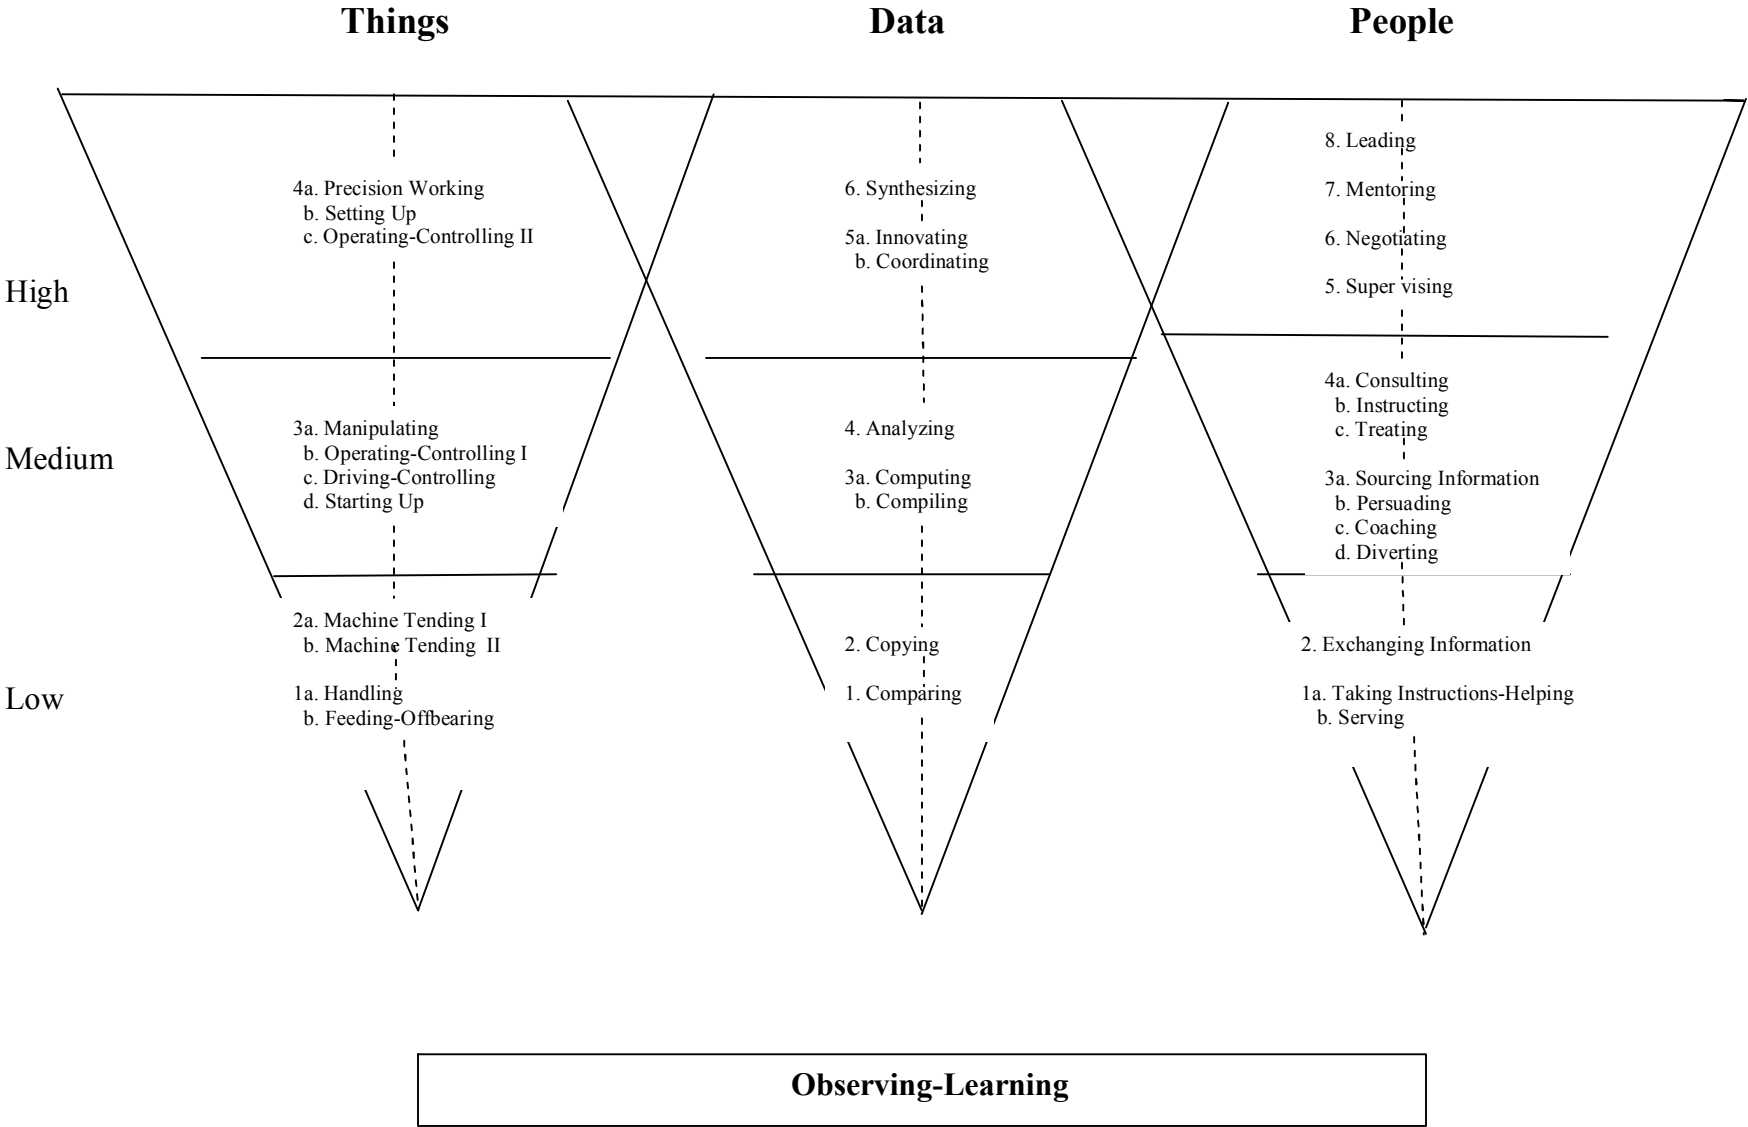 Things
Data
People
High
4a. Precision Working
b. Setting Up
c. Operating-Controlling II
6. Synthesizing
5a. Innovating
b. Coordinating
8. Leading
7. Mentoring
6. Negotiating
5. Super vising
Medium
3a. Manipulating
b. Operating-Controlling I
c. Driving-Controlling
d. Starting Up
4. Analyzing
3a. Computing
b. Compiling
4a. Consulting
b. Instructing
c. Treating
3a. Sourcing Information
b. Persuading
c. Coaching
d. Diverting
Low
2a. Machine Tending I
b. Machine Tending II
1a. Handling
b. Feeding-Offbearing
2. Copying
1. Comparing
2. Exchanging Information
1a. Taking Instructions-Helping
b. Serving
Observing-Learning